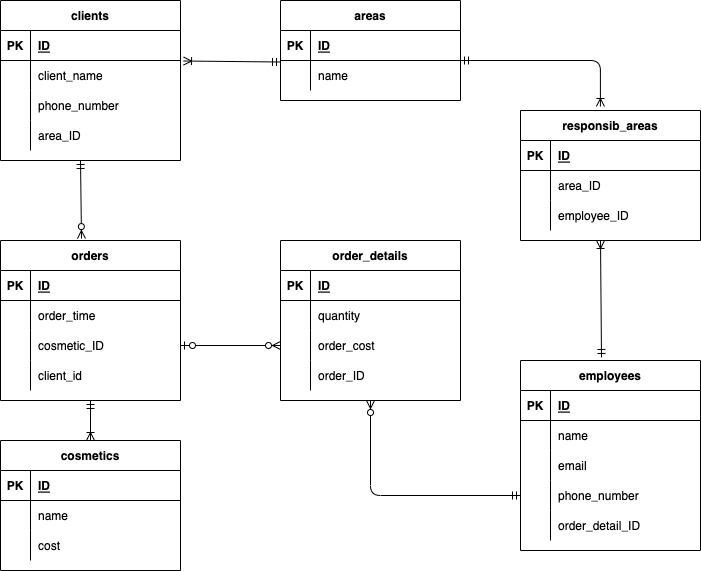 clients
PK ID
client_name
phone_number
area_ID
areas
PK ID
name
responsib_areas
PK ID
area_ID
employee_ID
orders
PK ID
order_time
cosmetic_ID
client_id
order_details
PK ID
quantity
order_cost
order_ID
employees
PK ID
name
email
phone_number
order_detail_ID
cosmetics
PK ID
name
cost